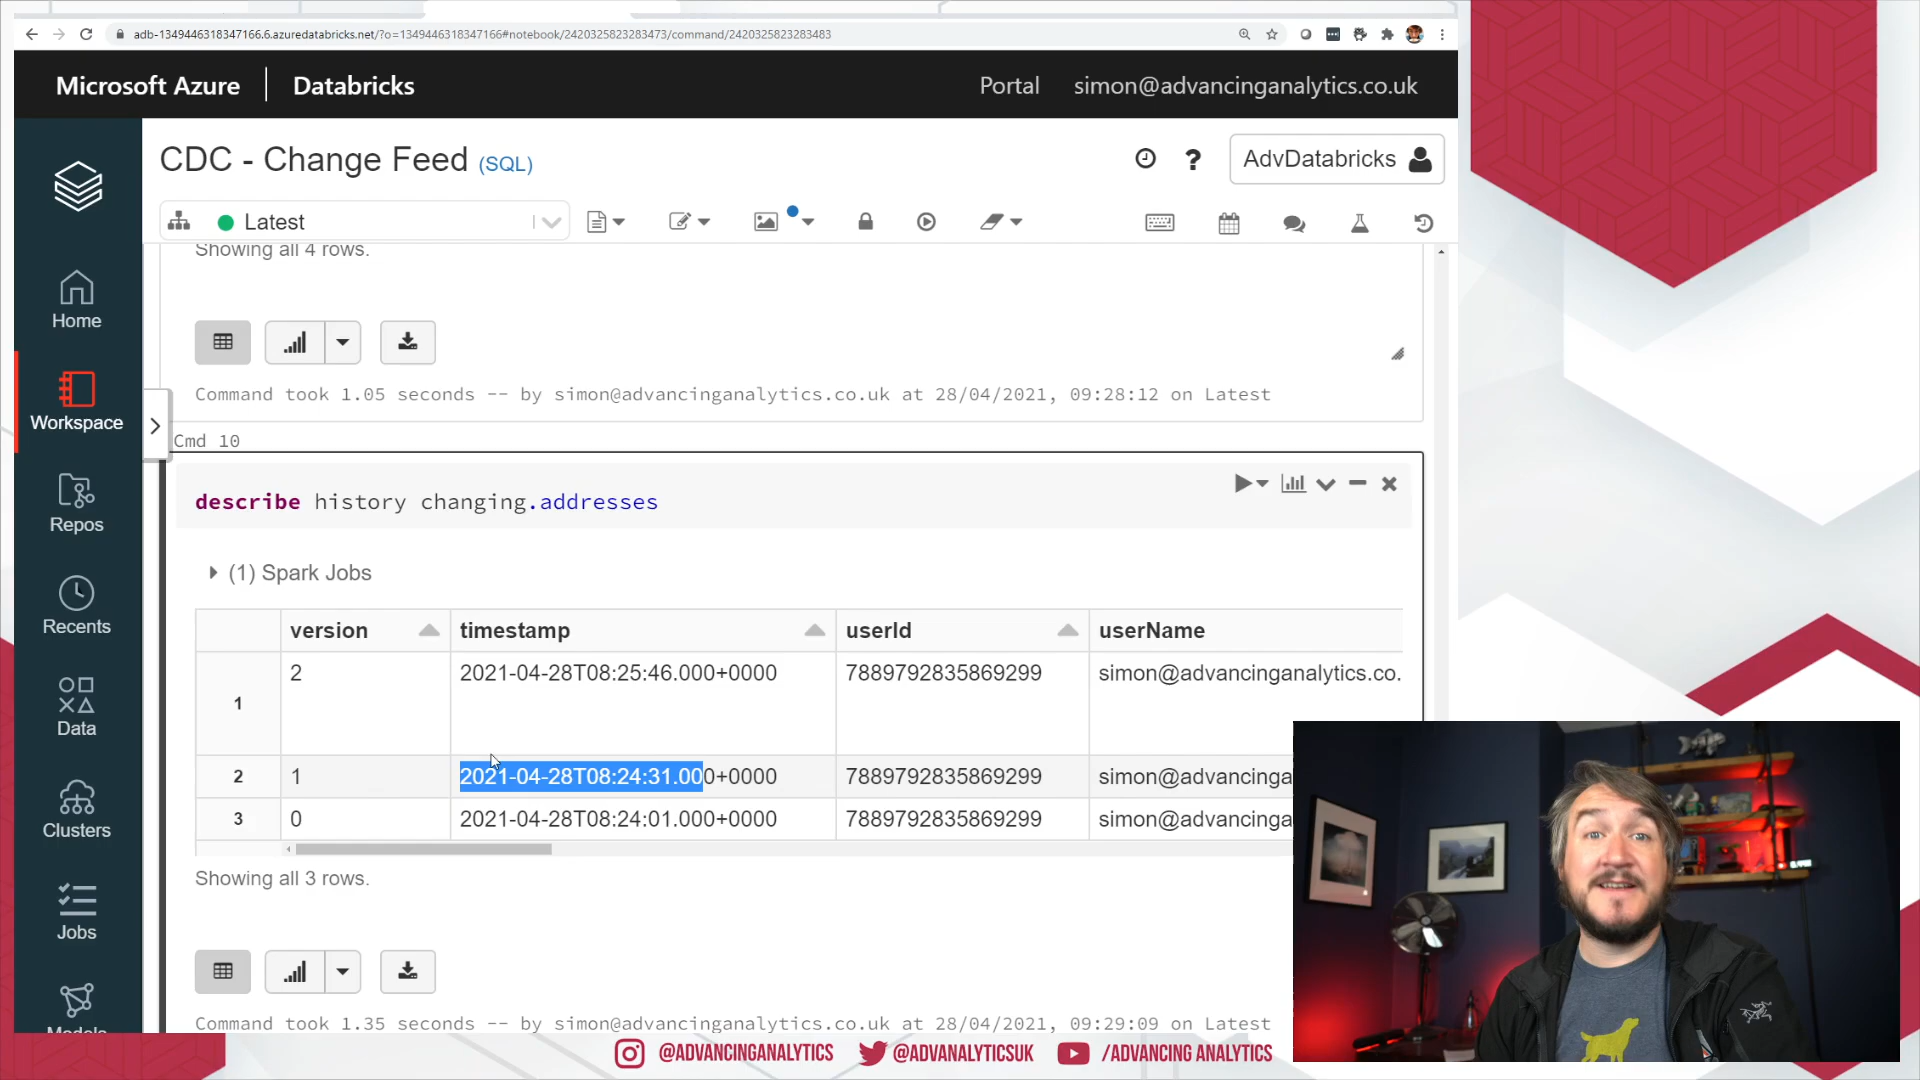 adb-1349446318347166.6.azuredatabricks.net/?o=1349446318347166#notebook/2420325823283473/command/2420325823283483
Microsoft Azure Databricks Portal simon@advancinganalytics.co.uk
CDC - Change Feed (SQL) ? AdvDatabricks
Latest
Showing all 4 rows.
Home
Command took 1.05 seconds -- by simon@advancinganalytics.co.uk at 28/04/2021, 09:28:12 on Latest
Workspace
Cmd 10
describe history changing.addresses
Repos
(1) Spark Jobs
Recents
version timestamp userId userName
1 2 2021-04-28T08:25:46.000+0000 7889792835869299 simon@advancinganalytics.co.
Data
2 1 2021-04-28T08:24:31.000+0000 7889792835869299 simon@advancinga
3 0 2021-04-28T08:24:01.000+0000 7889792835869299 simon@advancinga
Clusters
Showing all 3 rows.
Jobs
Command took 1.35 seconds -- by simon@advancinganalytics.co.uk at 28/04/2021, 09:29:09 on Latest
@ADVANCINGANALYTICS @ADVANALYTICSUK /ADVANCING ANALYTICS